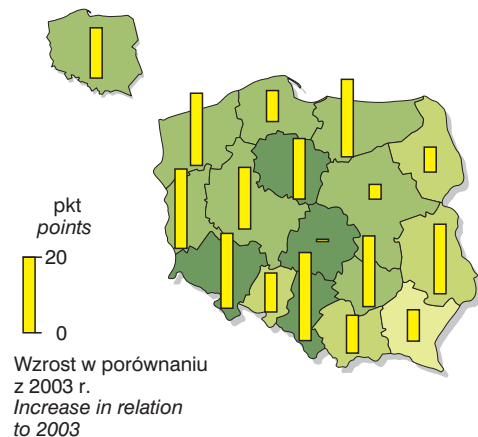 pkt
points
20
0
Wzrost w porównaniu
z 2003 r.
Increase in relation
to 2003